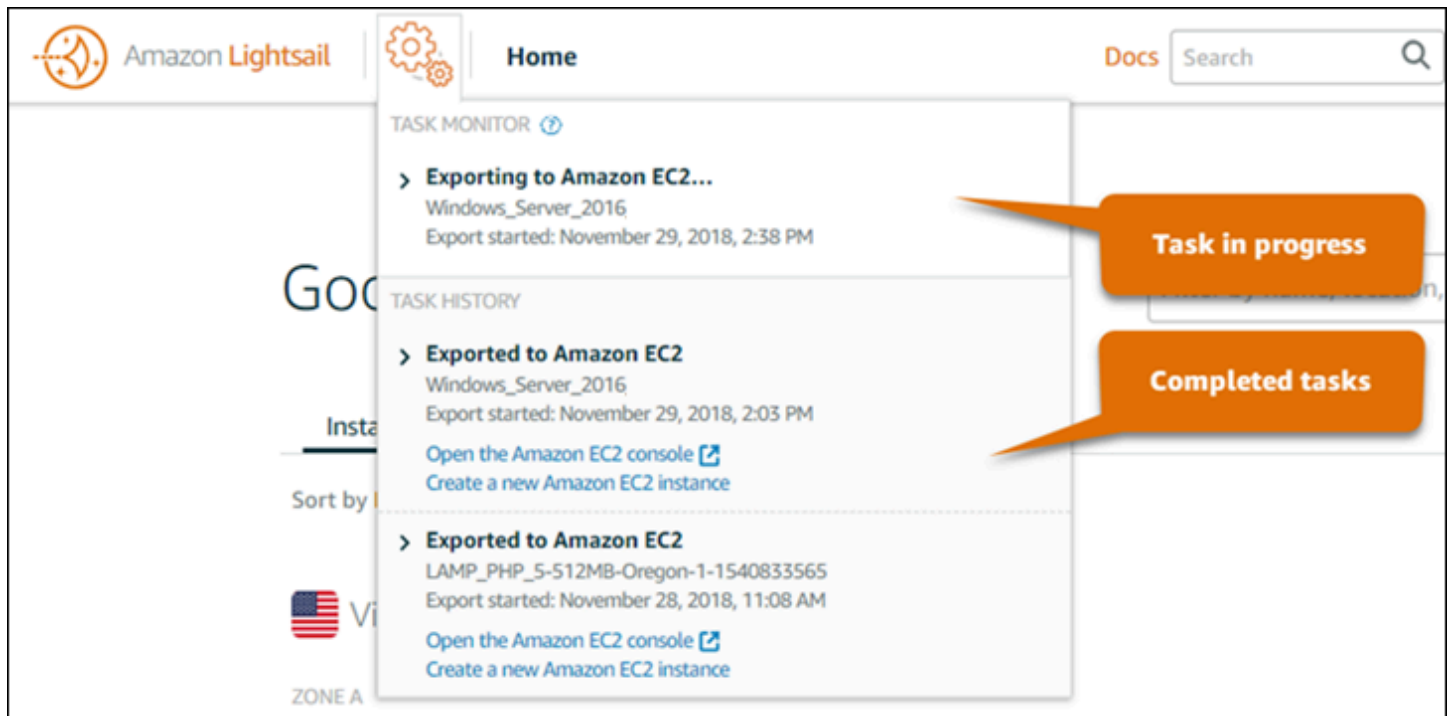 Amazon Lightsail
Home
Docs
Search
TASK MONITOR
Exporting to Amazon EC2...
Windows_Server_2016
Export started: November 29, 2018, 2:38 PM
Task in progress
TASK HISTORY
Exported to Amazon EC2
Windows_Server_2016
Export started: November 29, 2018, 2:03 PM
Open the Amazon EC2 console
Create a new Amazon EC2 instance
Completed tasks
Sort by
Exported to Amazon EC2
LAMP_PHP_5-512MB-Oregon-1-1540833565
Export started: November 28, 2018, 11:08 AM
Open the Amazon EC2 console
Create a new Amazon EC2 instance
ZONE A